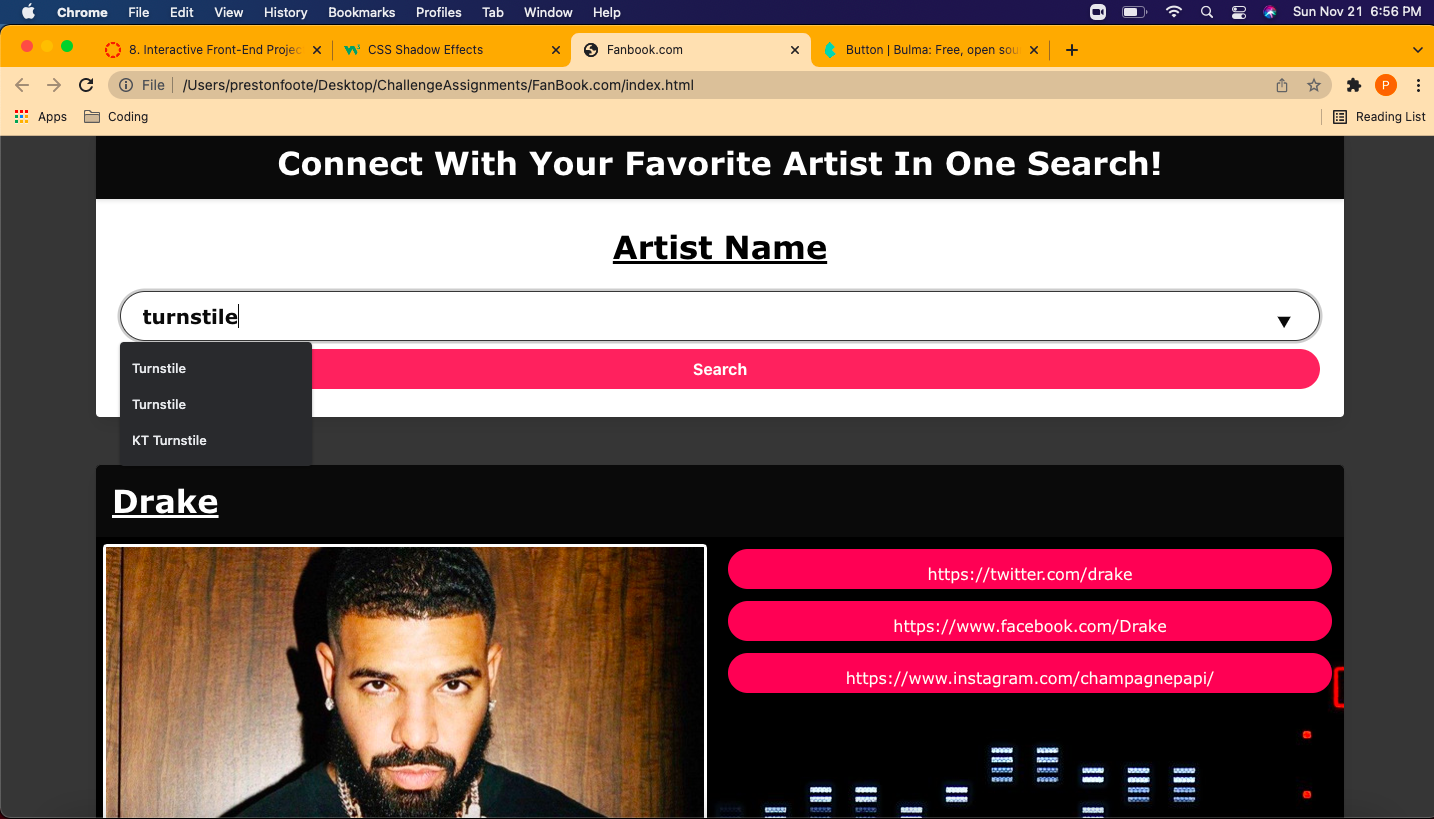 Chrome File Edit View History Bookmarks Profiles Tab Window Help Sun Nov 21 6:56 PM
8. Interactive Front-End Projec CSS Shadow Effects Fanbook.com Button | Bulma: Free, open sou
File /Users/prestonfoote/Desktop/ChallengeAssignments/FanBook.com/index.html P
Apps Coding Reading List
Connect With Your Favorite Artist In One Search!
Artist Name
turnstile
Search
Turnstile
Turnstile
KT Turnstile
Drake
https://twitter.com/drake
https://www.facebook.com/Drake
https://www.instagram.com/champagnepapi/